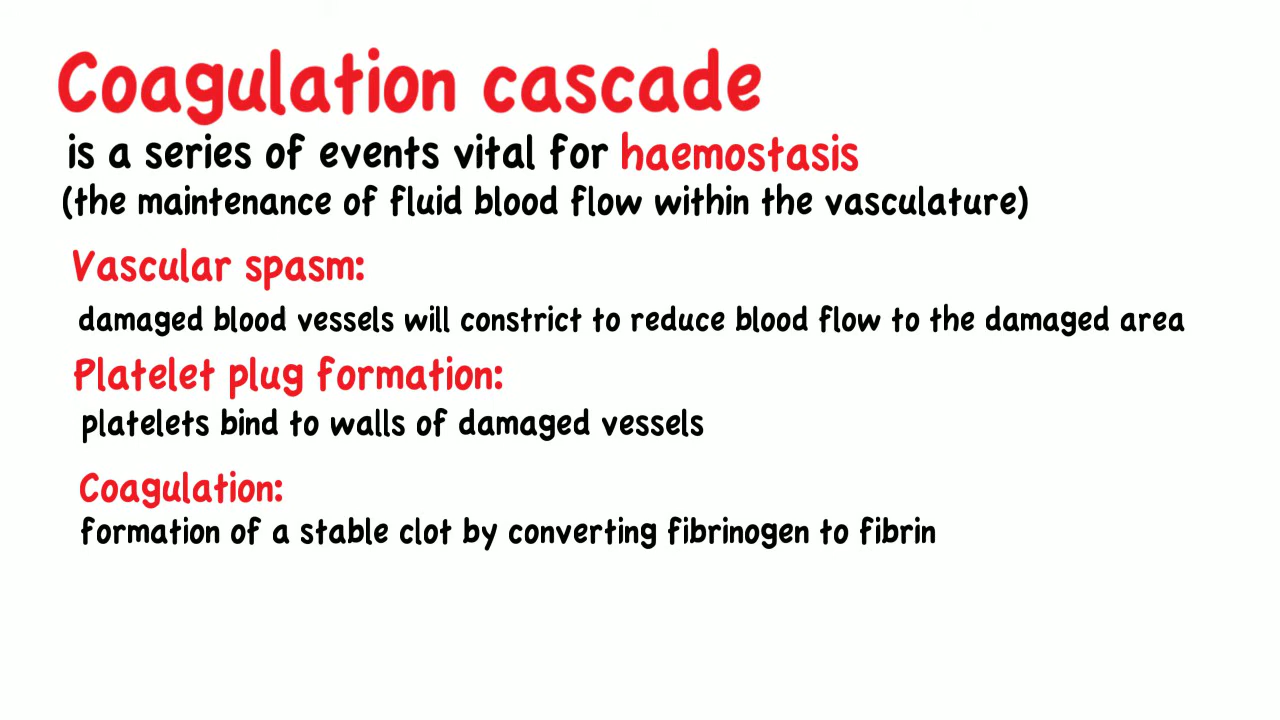 Coagulation cascade
is a series of events vital for haemostasis
(the maintenance of fluid blood flow within the vasculature)
Vascular spasm:
damaged blood vessels will constrict to reduce blood flow to the damaged area
Platelet plug formation:
platelets bind to walls of damaged vessels
Coagulation:
formation of a stable clot by converting fibrinogen to fibrin